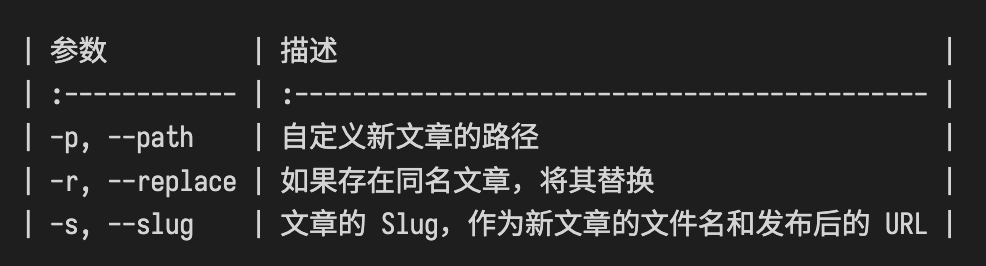 | 参数          | 描述                                          |
| :------------ | :-------------------------------------------- |
| -p, --path    | 自定义新文章的路径                            |
| -r, --replace | 如果存在同名文章，将其替换                    |
| -s, --slug    | 文章的 Slug，作为新文章的文件名和发布后的 URL |